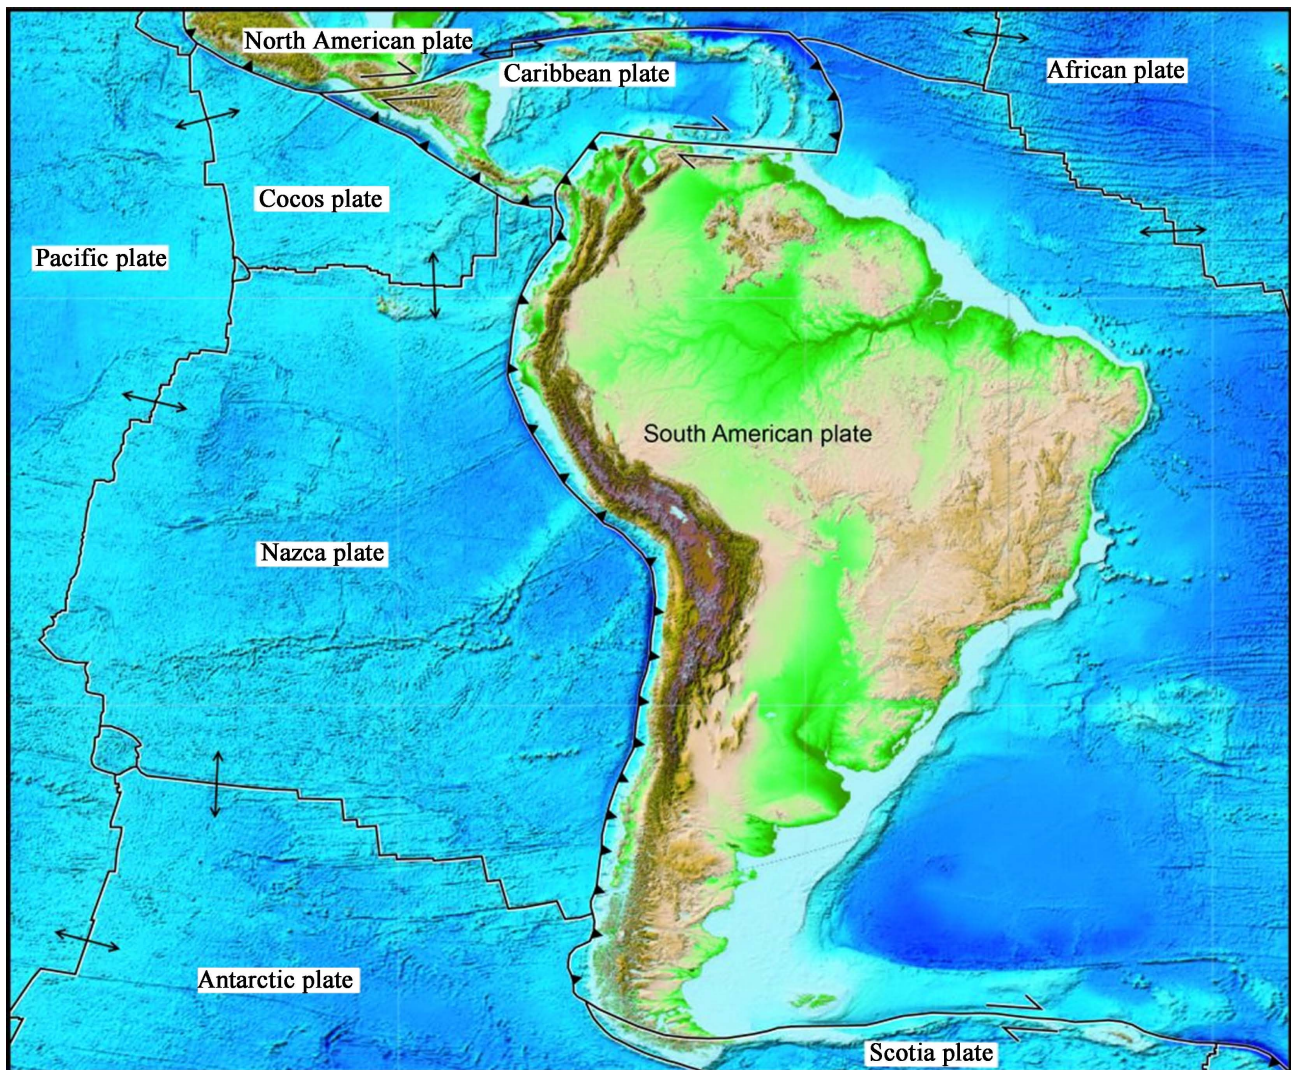 North American plate
Caribbean plate
African plate
Cocos plate
Pacific plate
South American plate
Nazca plate
Antarctic plate
Scotia plate